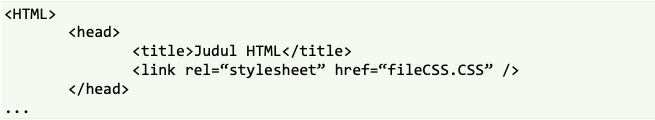 <HTML>
<head>
<title>Judul HTML</title>
<link rel=“stylesheet” href=“fileCSS.CSS” />
</head>
...